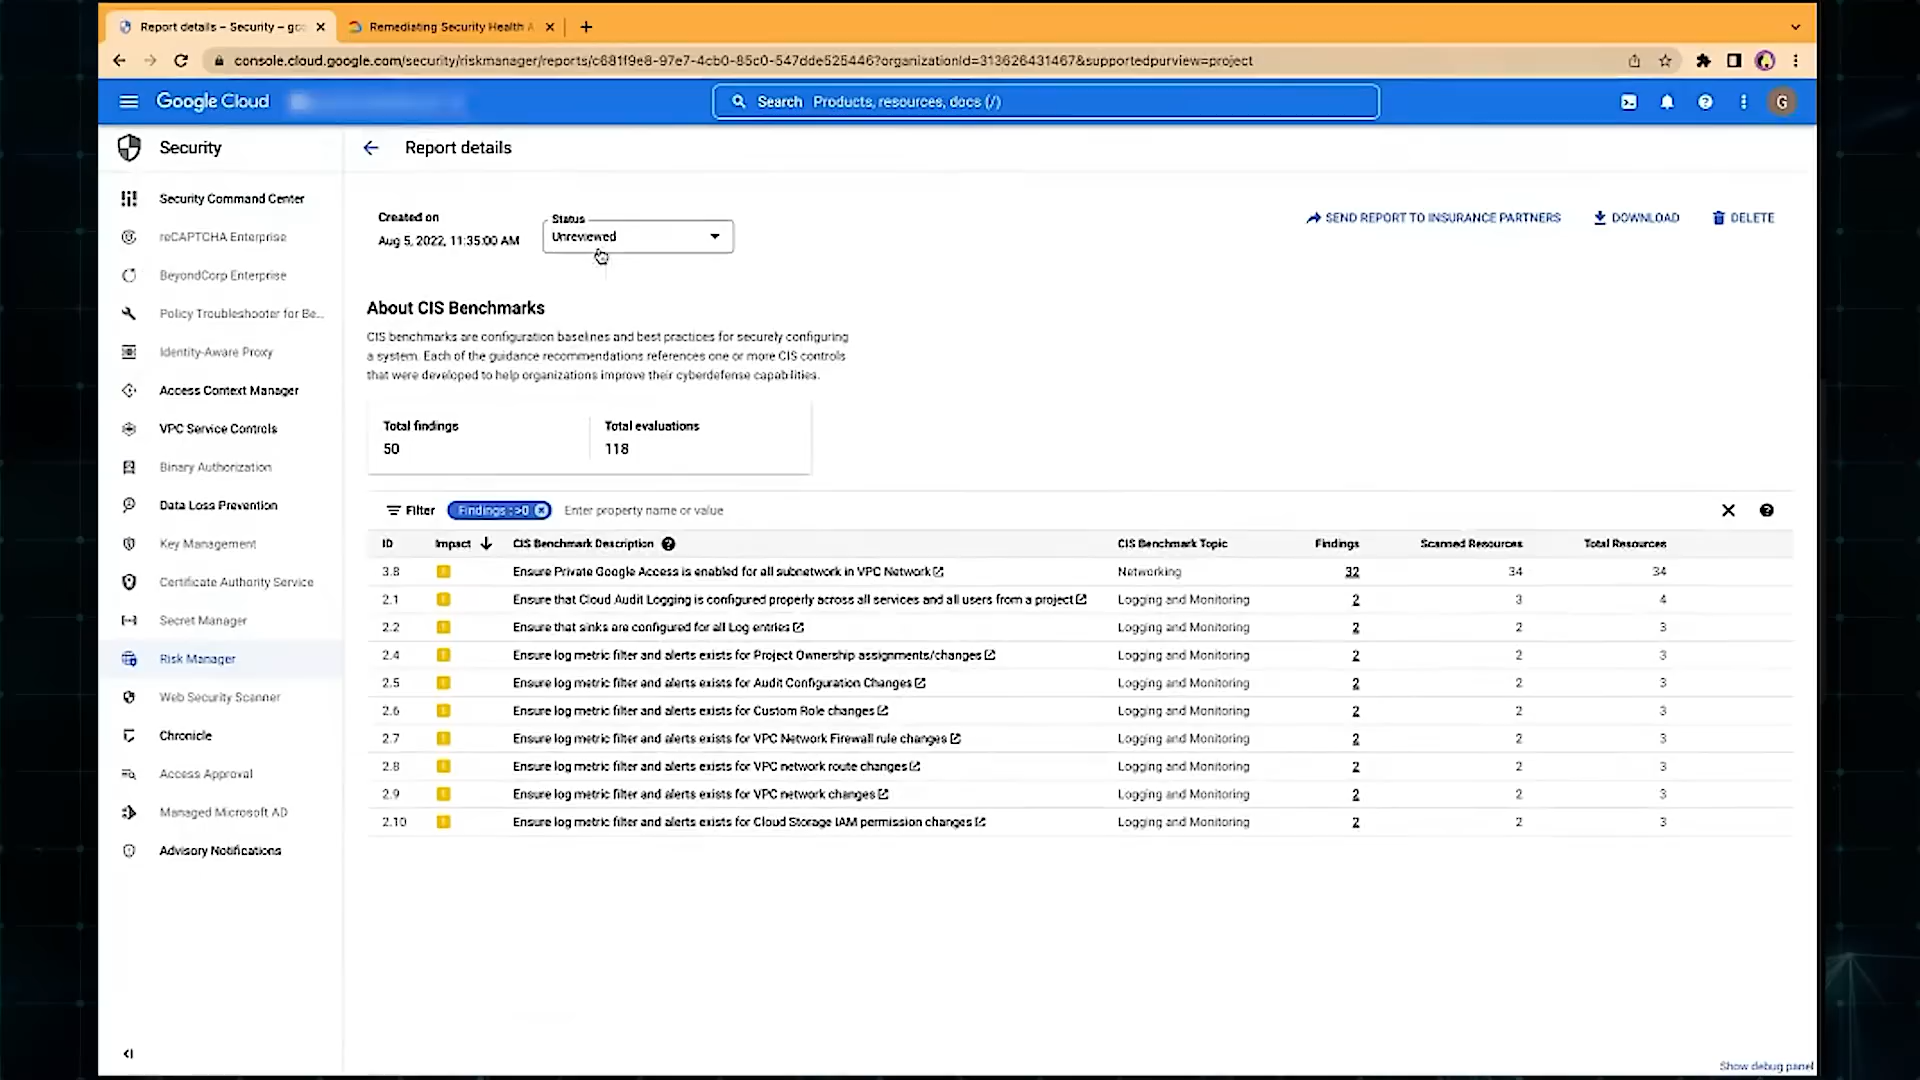 Report details – Security – gc
Remediating Security Health A
console.cloud.google.com/security/riskmanager/reports/c681f9e8-97e7-4cb0-85c0-547dde525446?organizationId=313626431467&supportedpurview=project
Google Cloud
Search Products, resources, docs (/)
G
Security
Report details
Security Command Center
reCAPTCHA Enterprise
BeyondCorp Enterprise
Policy Troubleshooter for Be...
Identity-Aware Proxy
Access Context Manager
VPC Service Controls
Binary Authorization
Data Loss Prevention
Key Management
Certificate Authority Service
Secret Manager
Risk Manager
Web Security Scanner
Chronicle
Access Approval
Managed Microsoft AD
Advisory Notifications
Created on
Aug 5, 2022, 11:35:00 AM
Status
Unreviewed
SEND REPORT TO INSURANCE PARTNERS
DOWNLOAD
DELETE
About CIS Benchmarks
CIS benchmarks are configuration baselines and best practices for securely configuring
a system. Each of the guidance recommendations references one or more CIS controls
that were developed to help organizations improve their cyberdefense capabilities.
Total findings
50
Total evaluations
118
Filter Findings : >0 Enter property name or value
ID Impact CIS Benchmark Description CIS Benchmark Topic Findings Scanned Resources Total Resources
3.8 Ensure Private Google Access is enabled for all subnetwork in VPC Network Networking 32 34 34
2.1 Ensure that Cloud Audit Logging is configured properly across all services and all users from a project Logging and Monitoring 2 3 4
2.2 Ensure that sinks are configured for all Log entries Logging and Monitoring 2 2 3
2.4 Ensure log metric filter and alerts exists for Project Ownership assignments/changes Logging and Monitoring 2 2 3
2.5 Ensure log metric filter and alerts exists for Audit Configuration Changes Logging and Monitoring 2 2 3
2.6 Ensure log metric filter and alerts exists for Custom Role changes Logging and Monitoring 2 2 3
2.7 Ensure log metric filter and alerts exists for VPC Network Firewall rule changes Logging and Monitoring 2 2 3
2.8 Ensure log metric filter and alerts exists for VPC network route changes Logging and Monitoring 2 2 3
2.9 Ensure log metric filter and alerts exists for VPC network changes Logging and Monitoring 2 2 3
2.10 Ensure log metric filter and alerts exists for Cloud Storage IAM permission changes Logging and Monitoring 2 2 3
Show debug panel